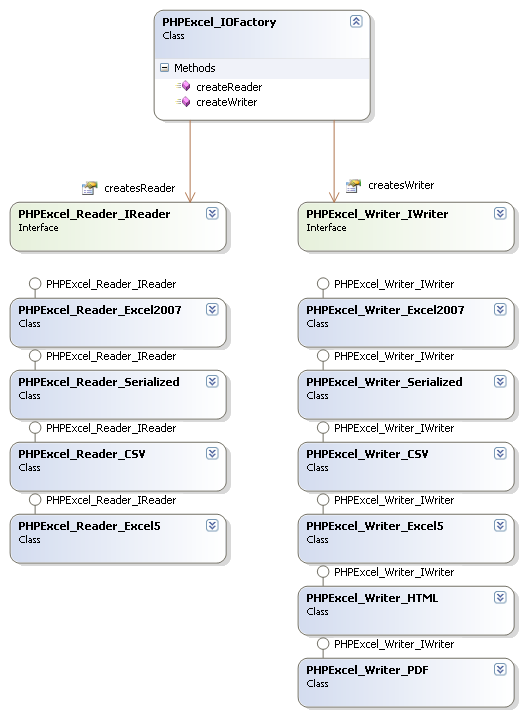 PHPExcel_IOFactory
Class
Methods
createReader
createWriter
createsReader
createsWriter
PHPExcel_Reader_IReader
Interface
PHPExcel_Reader_IReader
PHPExcel_Reader_Excel2007
Class
PHPExcel_Reader_IReader
PHPExcel_Reader_Serialized
Class
PHPExcel_Reader_IReader
PHPExcel_Reader_CSV
Class
PHPExcel_Reader_IReader
PHPExcel_Reader_Excel5
Class
PHPExcel_Writer_IWriter
Interface
PHPExcel_Writer_IWriter
PHPExcel_Writer_Excel2007
Class
PHPExcel_Writer_IWriter
PHPExcel_Writer_Serialized
Class
PHPExcel_Writer_IWriter
PHPExcel_Writer_CSV
Class
PHPExcel_Writer_IWriter
PHPExcel_Writer_Excel5
Class
PHPExcel_Writer_IWriter
PHPExcel_Writer_HTML
Class
PHPExcel_Writer_IWriter
PHPExcel_Writer_PDF
Class